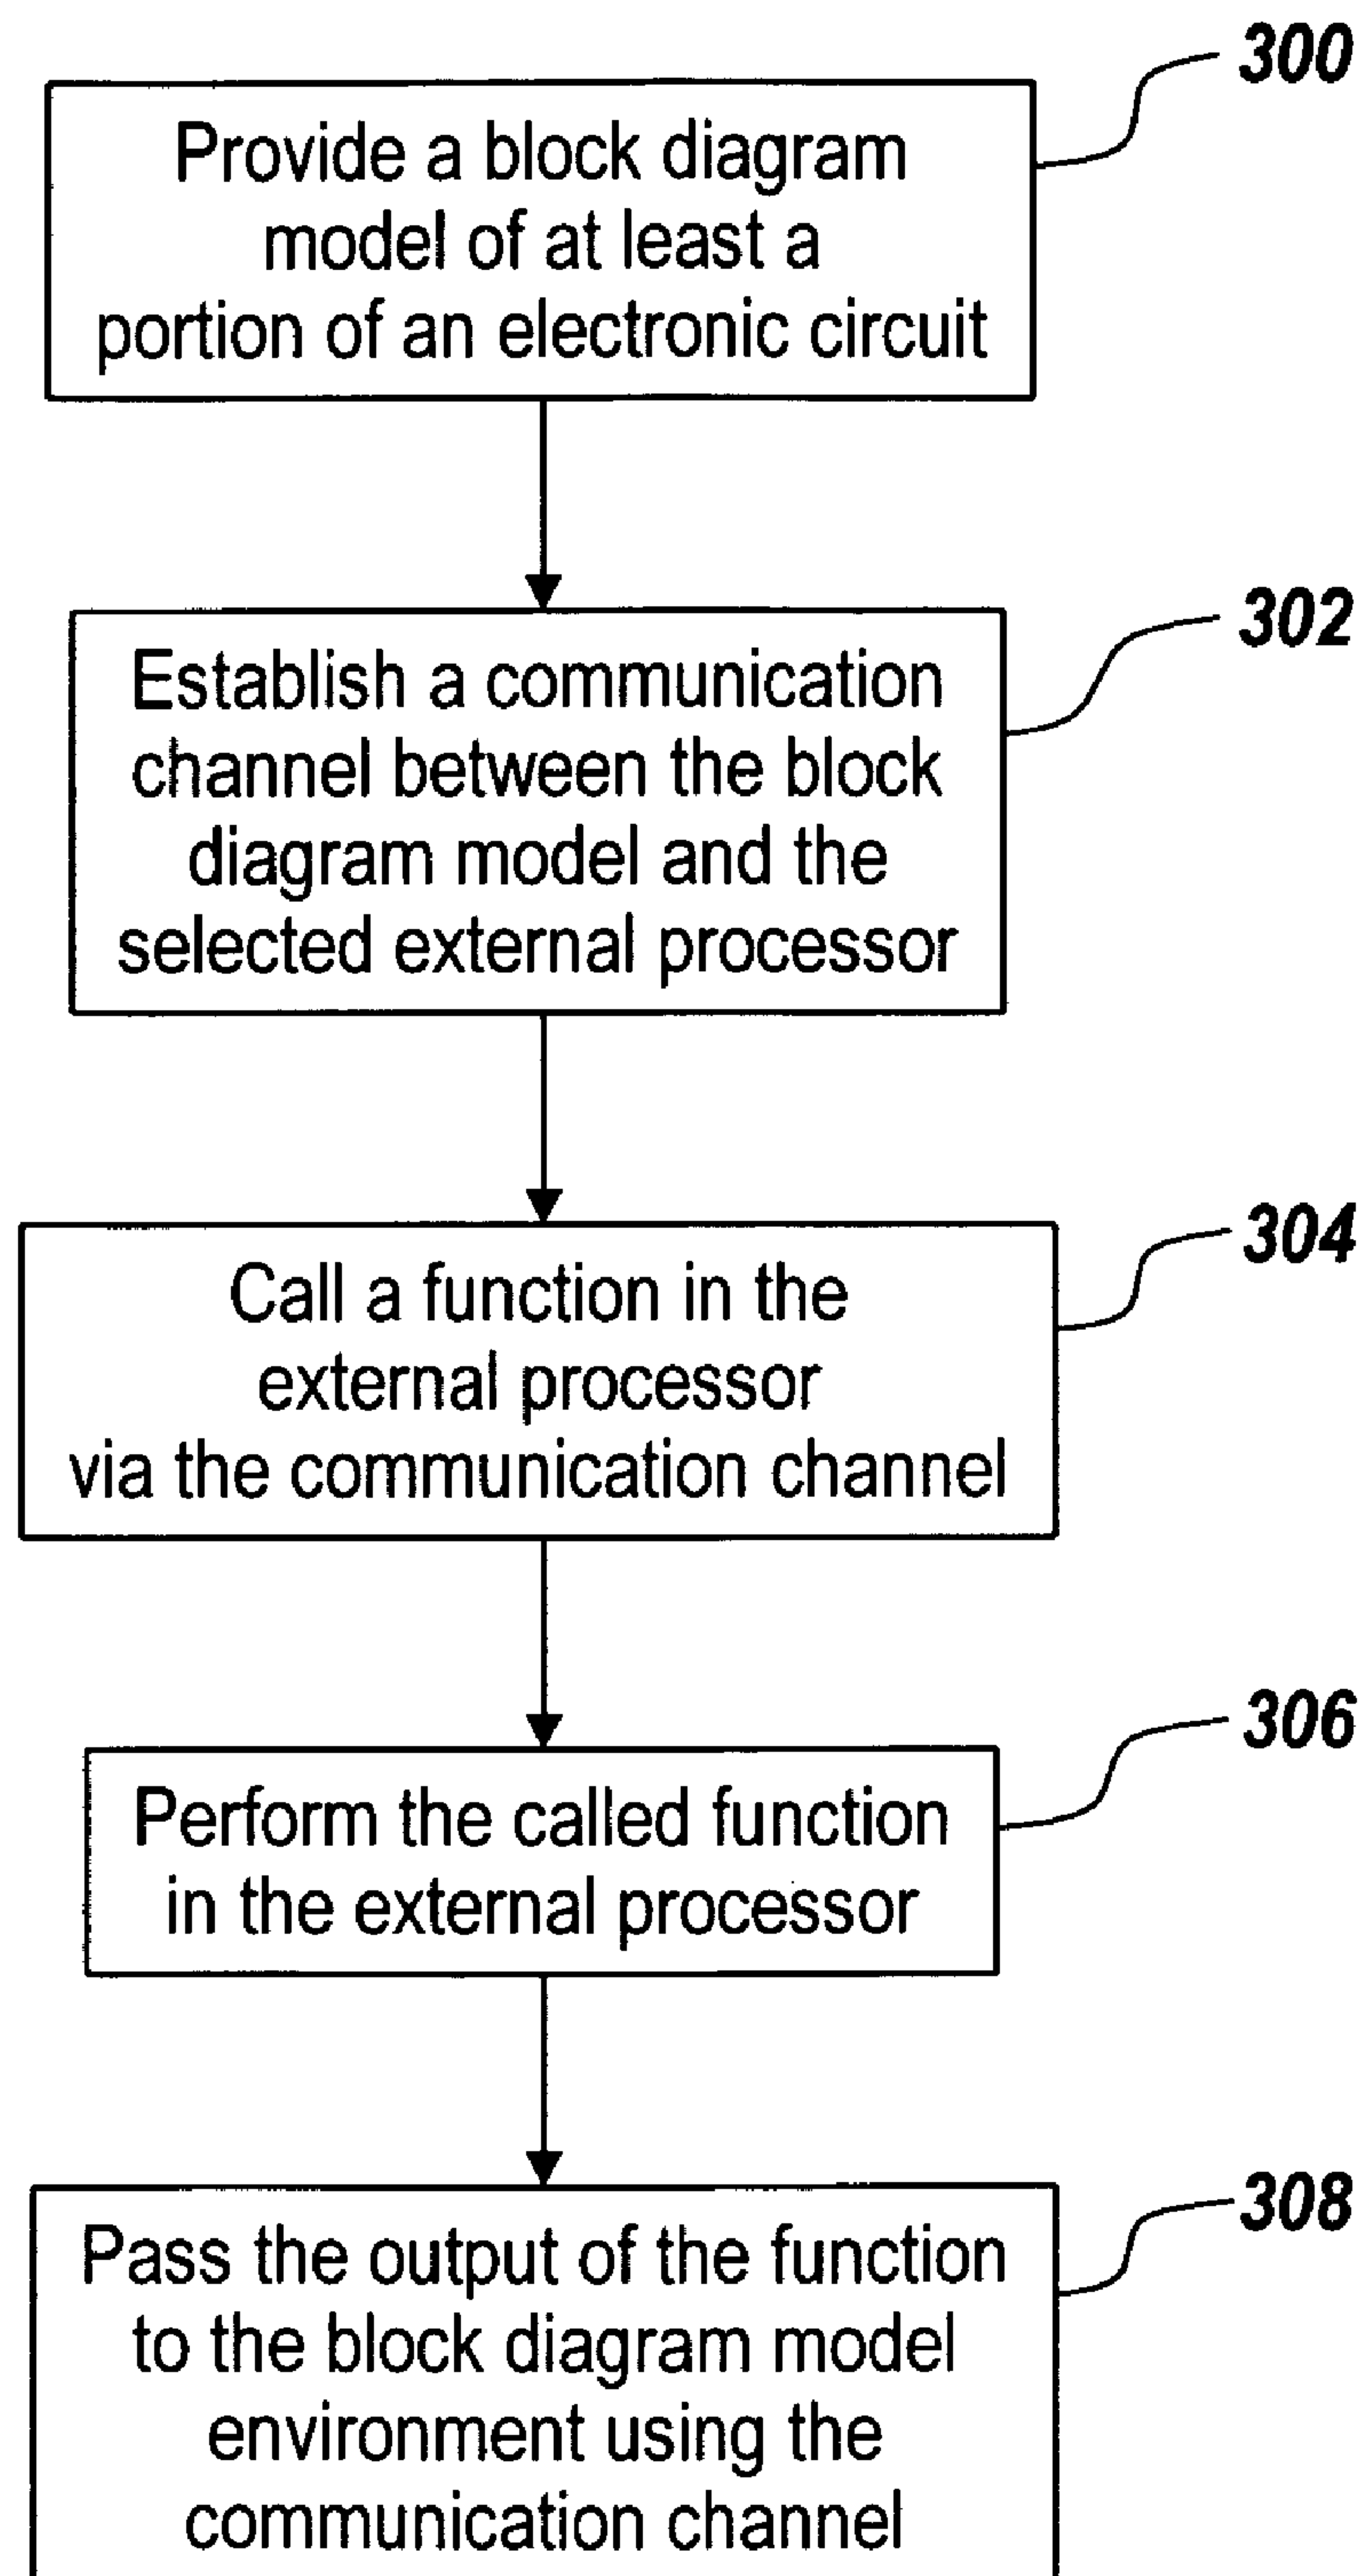 300
Provide a block diagram
model of at least a
portion of an electronic circuit
302
Establish a communication
channel between the block
diagram model and the
selected external processor
304
Call a function in the
external processor
via the communication channel
306
Perform the called function
in the external processor
308
Pass the output of the function
to the block diagram model
environment using the
communication channel